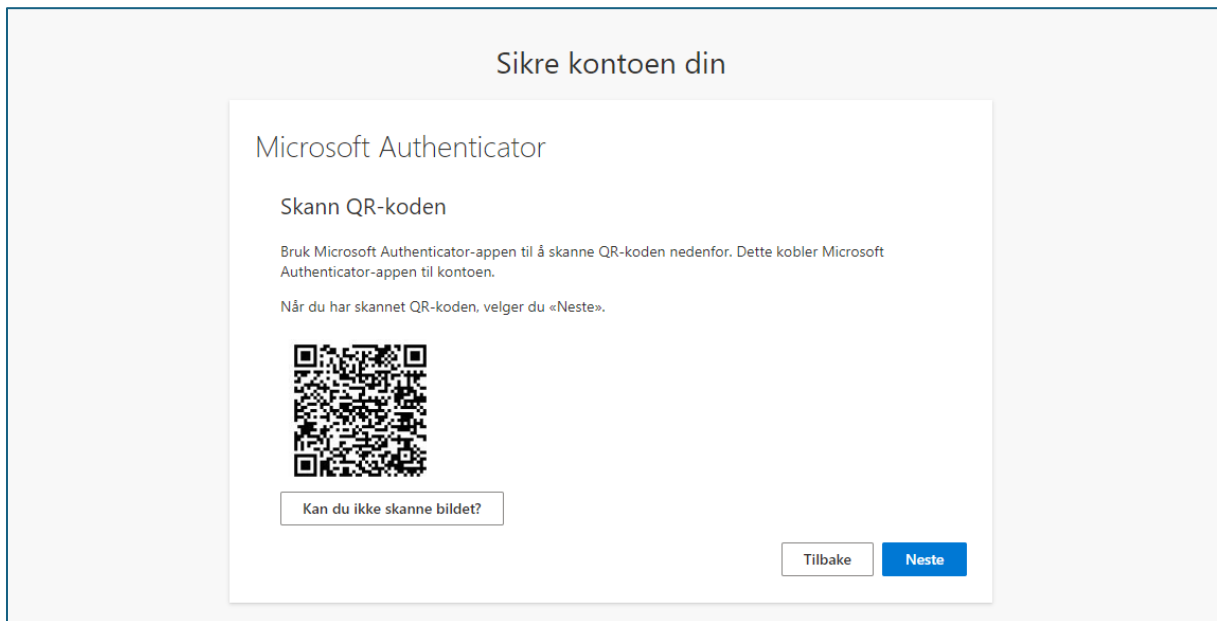 Sikre kontoen din
Microsoft Authenticator
Skann QR-koden
Bruk Microsoft Authenticator-appen til å skanne QR-koden nedenfor. Dette kobler Microsoft
Authenticator-appen til kontoen.
Når du har skannet QR-koden, velger du «Neste».
Kan du ikke skanne bildet?
Tilbake
Neste